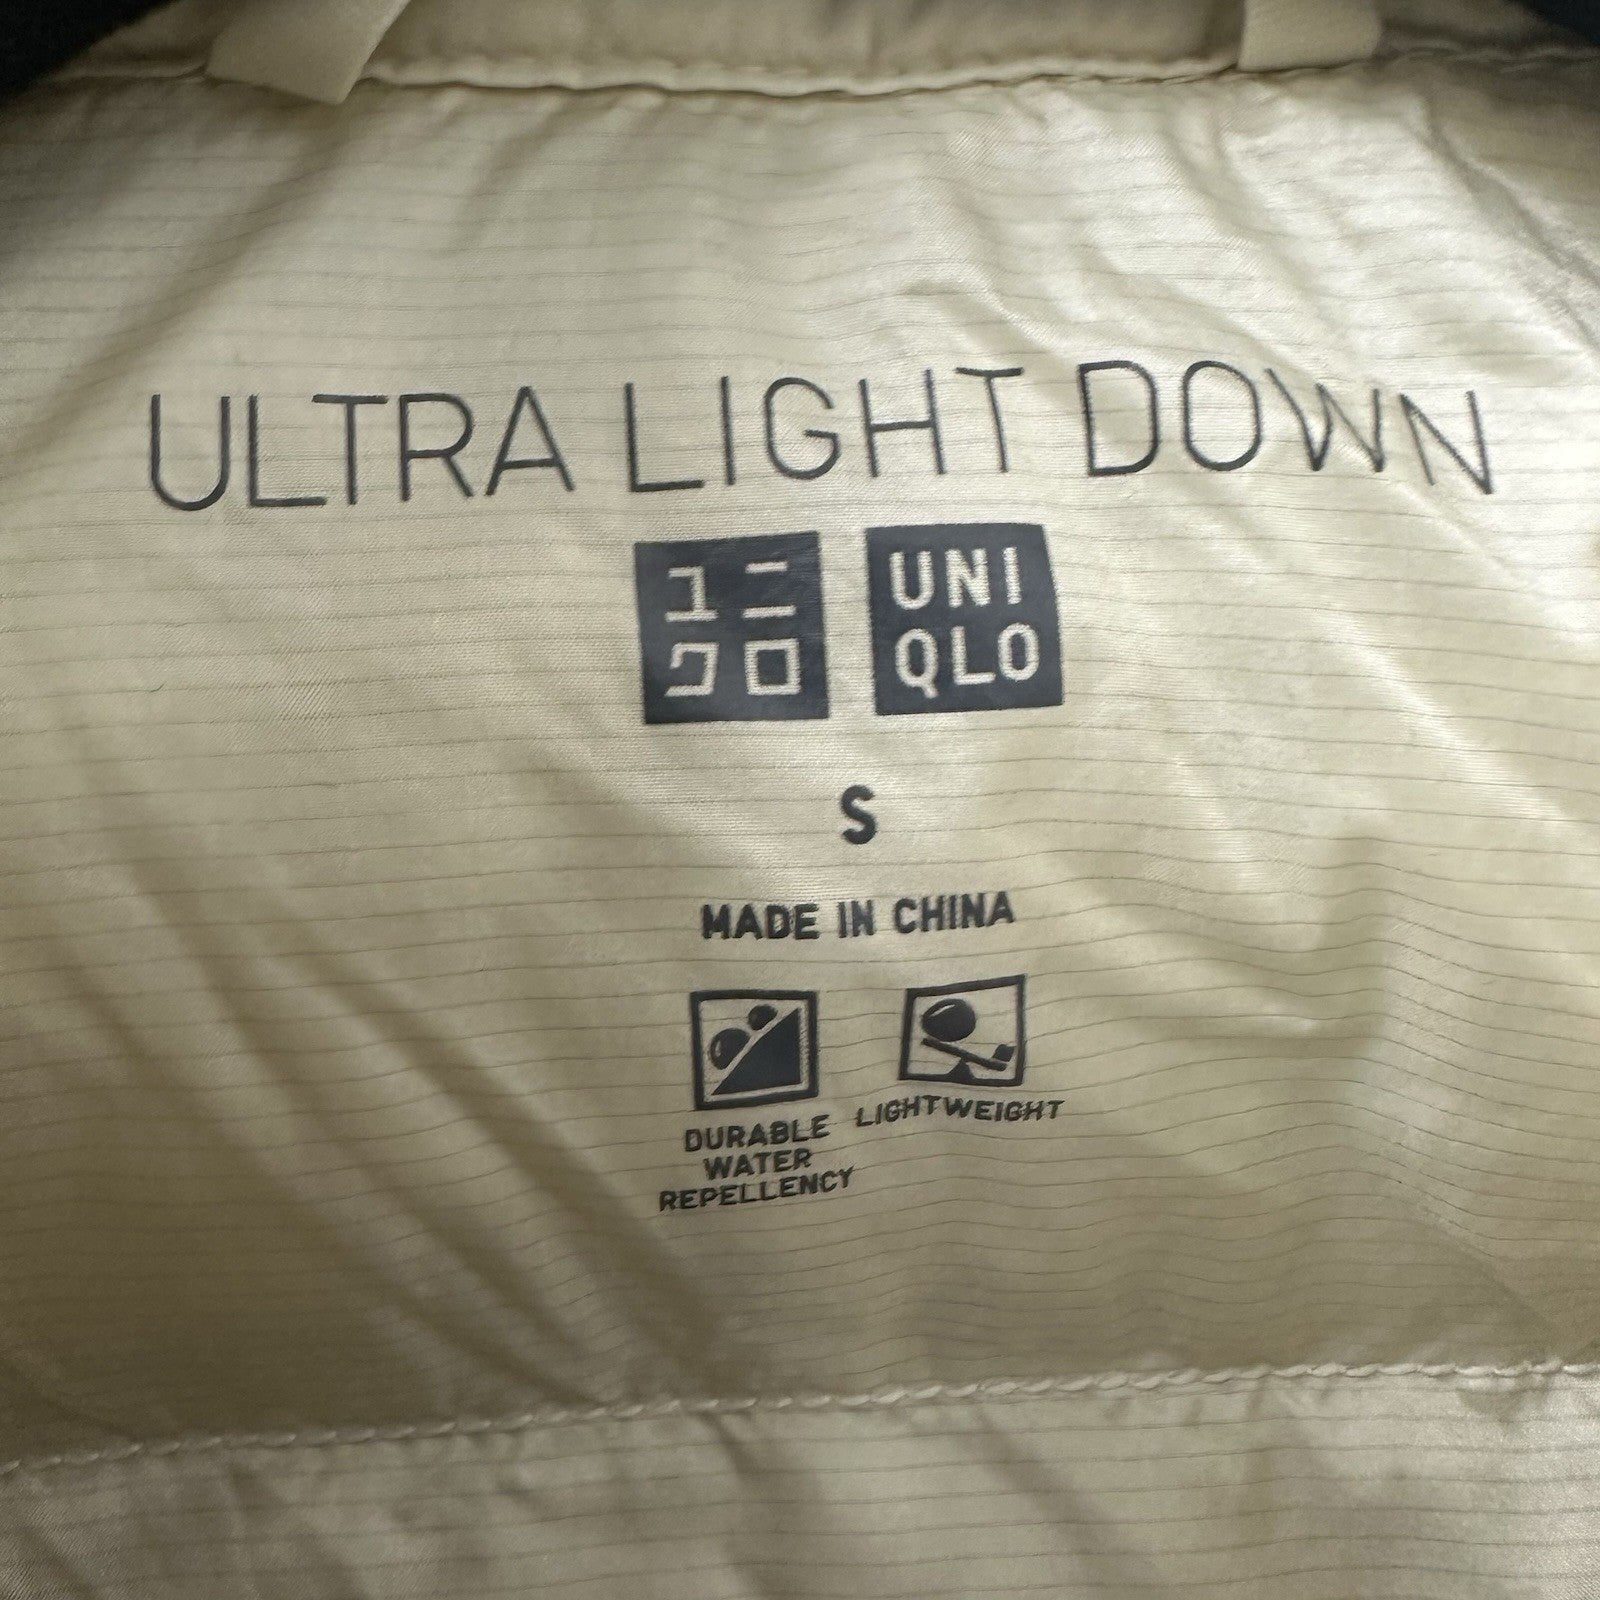 ULTRA LIGHT DOWN
ユニ UNI
クロ QLO
S
MADE IN CHINA
DURABLE LIGHTWEIGHT
WATER
REPELLENCY